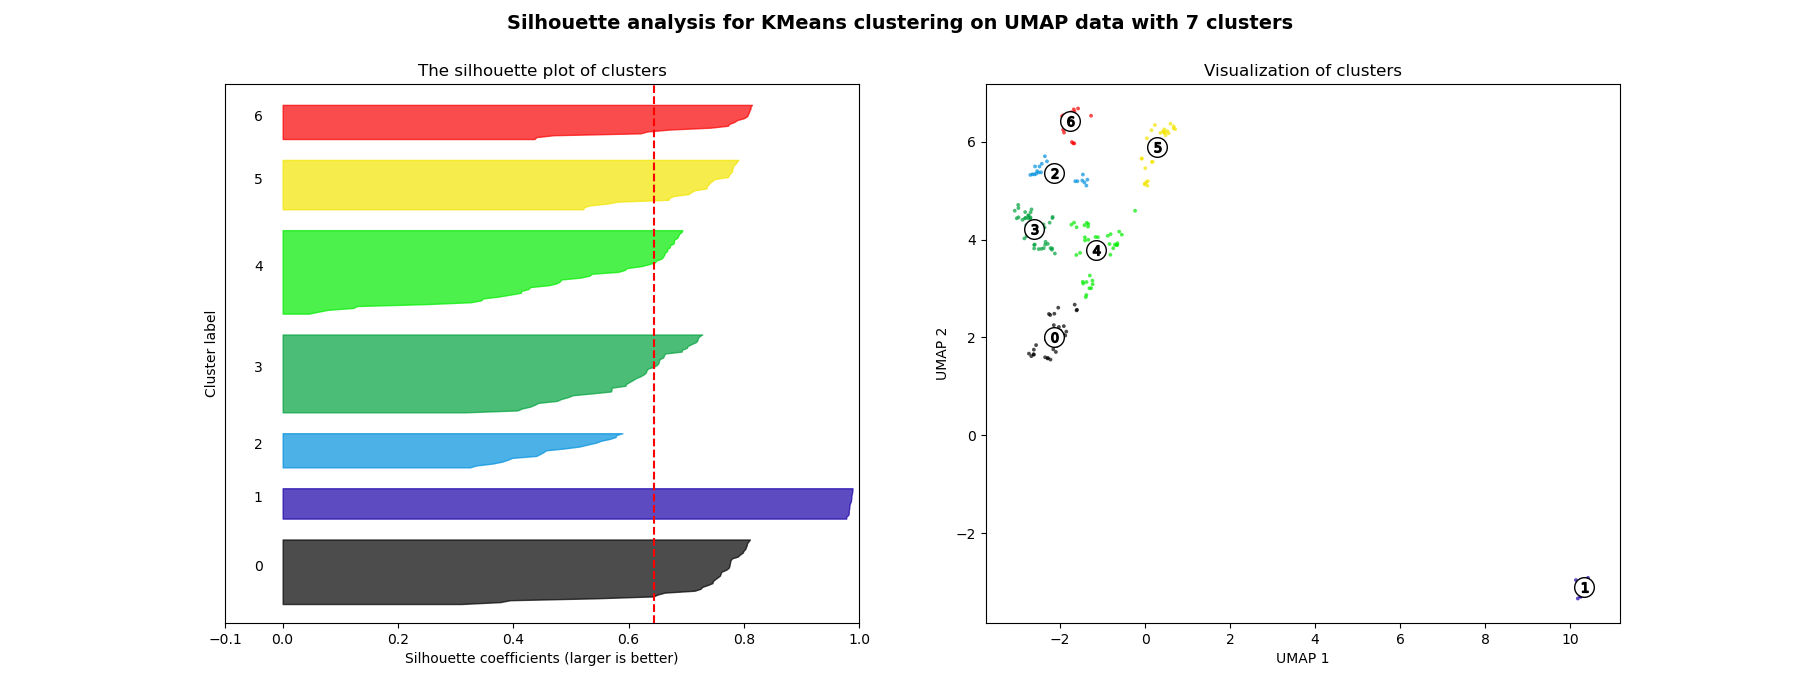 Silhouette analysis for KMeans clustering on UMAP data with 7 clusters
The silhouette plot of clusters
6
5
4
3
2
1
0
Cluster label
−0.1 0.0 0.2 0.4 0.6 0.8 1.0
Silhouette coefficients (larger is better)
Visualization of clusters
6
4
2
0
−2
UMAP 2
6
5
2
3
4
0
1
−2 0 2 4 6 8 10
UMAP 1